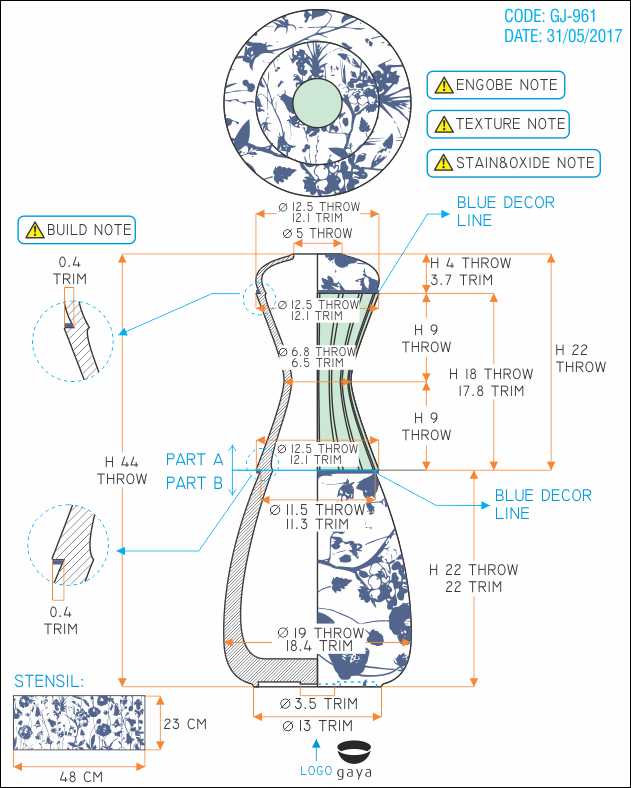 CODE: GJ-961
DATE: 31/05/2017
ENGOBE NOTE
TEXTURE NOTE
STAIN&OXIDE NOTE
BLUE DECOR
LINE
BUILD NOTE
Ø 12.5 THROW
12.1 TRIM
Ø 5 THROW
0.4
TRIM
H 4 THROW
3.7 TRIM
Ø 12.5 THROW
12.1 TRIM
H 9
THROW
H 22
THROW
Ø 6.8 THROW
6.5 TRIM
H 18 THROW
17.8 TRIM
H 9
THROW
H 44
THROW
PART A
PART B
Ø 12.5 THROW
12.1 TRIM
BLUE DECOR
LINE
Ø 11.5 THROW
11.3 TRIM
H 22 THROW
22 TRIM
0.4
TRIM
Ø 19 THROW
18.4 TRIM
STENSIL:
23 CM
48 CM
Ø 3.5 TRIM
Ø 13 TRIM
LOGO gaya